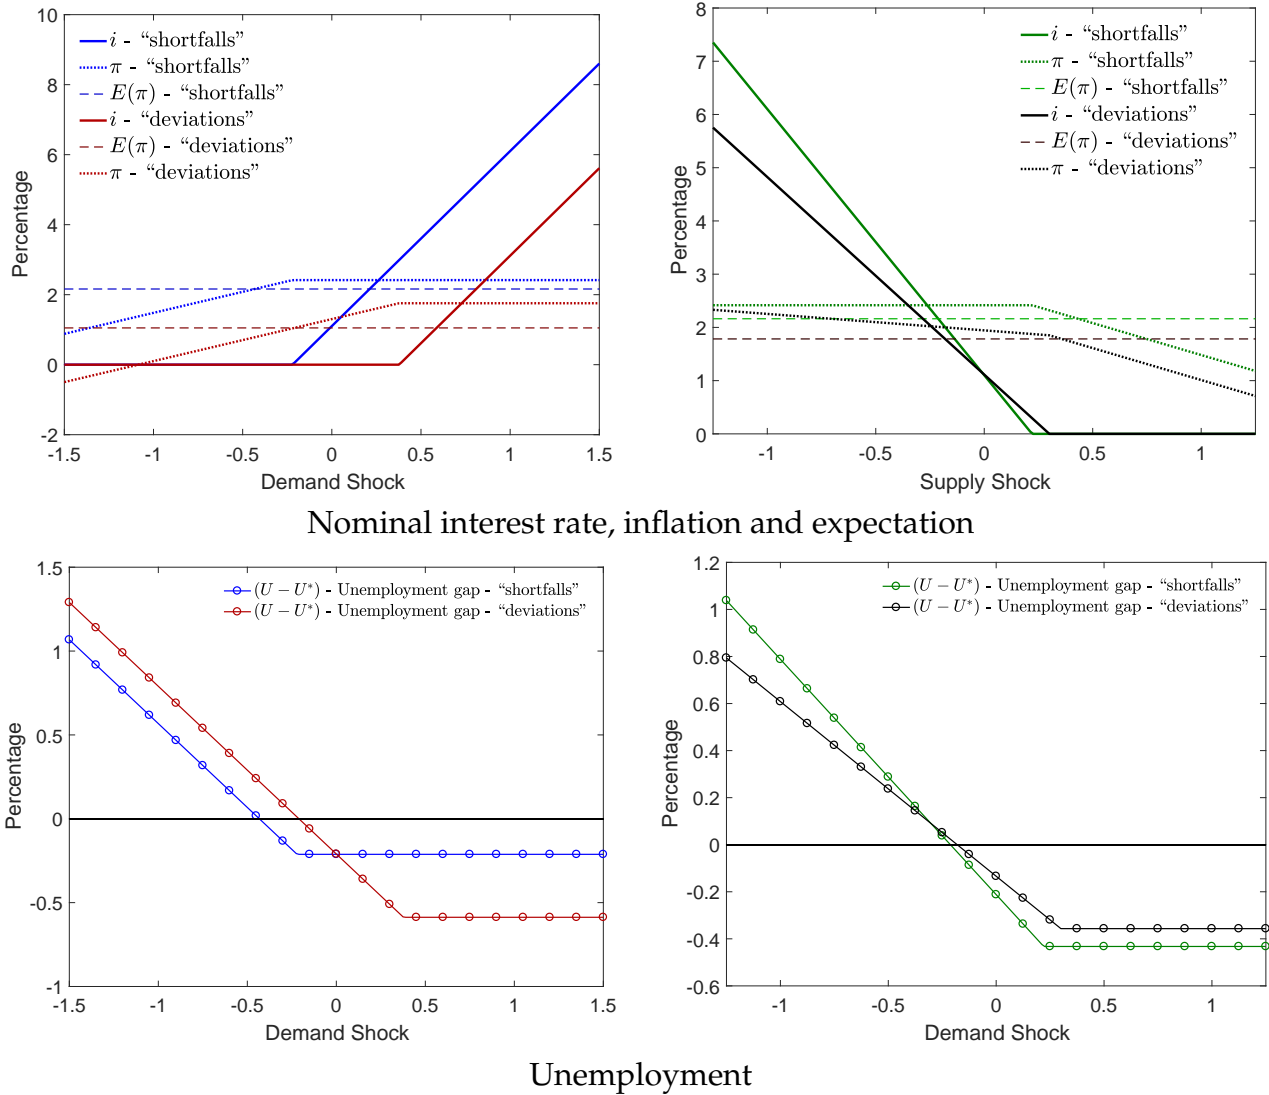 10
8
6
4
2
0
-2
Percentage
i - “shortfalls”
π - “shortfalls”
E(π) - “shortfalls”
i - “deviations”
E(π) - “deviations”
π - “deviations”
-1.5
-1
-0.5
0
0.5
1
1.5
Demand Shock
8
7
6
5
4
3
2
1
0
Percentage
i - “shortfalls”
π - “shortfalls”
E(π) - “shortfalls”
i - “deviations”
E(π) - “deviations”
π - “deviations”
-1
-0.5
0
0.5
1
Supply Shock
Nominal interest rate, inflation and expectation
1.5
1
0.5
0
-0.5
-1
Percentage
(U − U*) - Unemployment gap - “shortfalls”
(U − U*) - Unemployment gap - “deviations”
-1.5
-1
-0.5
0
0.5
1
1.5
Demand Shock
1.2
1
0.8
0.6
0.4
0.2
0
-0.2
-0.4
-0.6
Percentage
(U − U*) - Unemployment gap - “shortfalls”
(U − U*) - Unemployment gap - “deviations”
-1
-0.5
0
0.5
1
Demand Shock
Unemployment